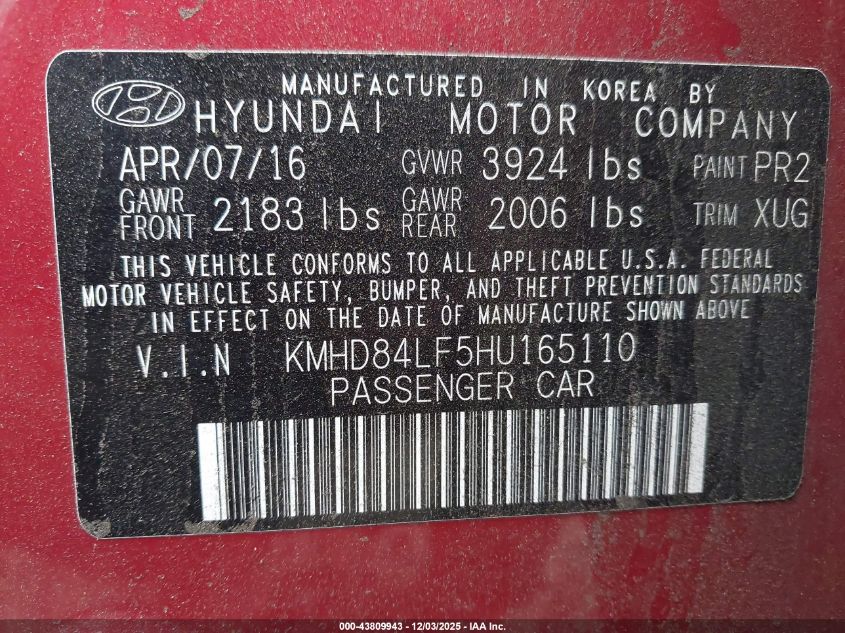 MANUFACTURED IN KOREA BY
HYUNDAI MOTOR COMPANY
APR/07/16 GVWR 3924 lbs PAINT PR2
GAWR FRONT 2183 lbs GAWR REAR 2006 lbs TRIM XUG
THIS VEHICLE CONFORMS TO ALL APPLICABLE U.S.A. FEDERAL
MOTOR VEHICLE SAFETY, BUMPER, AND THEFT PREVENTION STANDARDS
IN EFFECT ON THE DATE OF MANUFACTURE SHOWN ABOVE
V.I.N KMHD84LF5HU165110
PASSENGER CAR
000-43809943 - 12/03/2025 - IAA Inc.